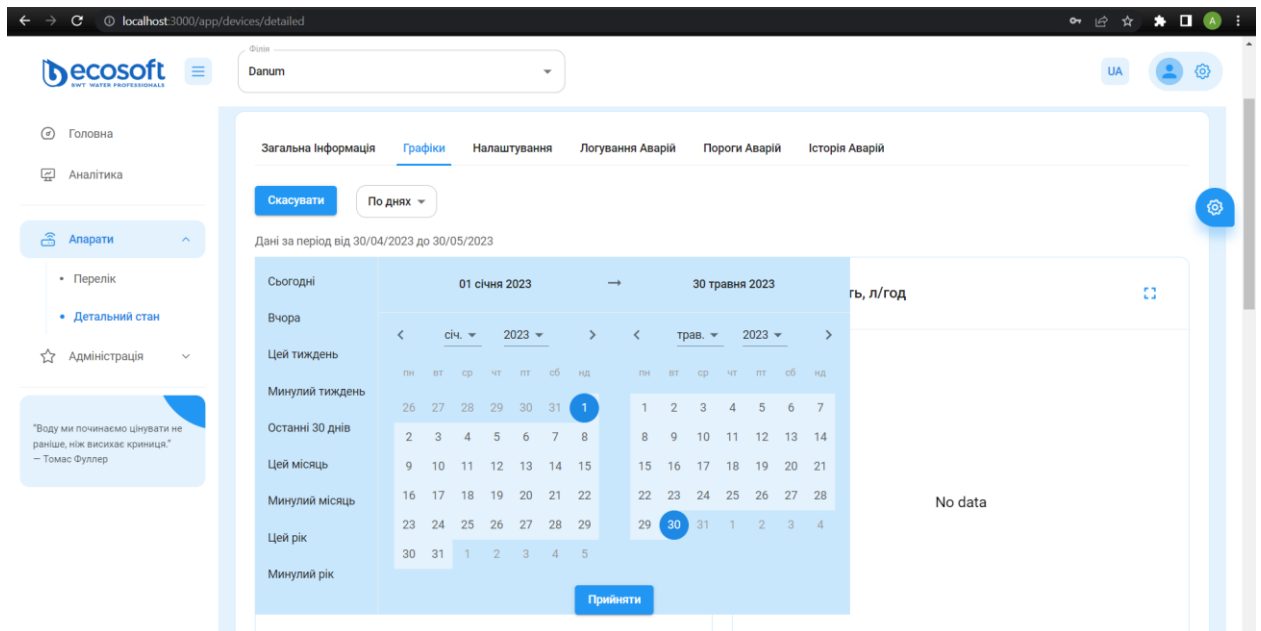 localhost:3000/app/devices/detailed
A
ecosoft
BWT WATER PROFESSIONALS
Філія
Danum
UA
Головна
Аналітика
Апарати
Перелік
Детальний стан
Адміністрація
"Воду ми починаємо цінувати не
раніше, ніж висихає криниця."
— Томас Фуллер
Загальна Інформація Графіки Налаштування Логування Аварій Пороги Аварій Історія Аварій
Скасувати По днях
Дані за період від 30/04/2023 до 30/05/2023
Сьогодні
Вчора
Цей тиждень
Минулий тиждень
Останні 30 днів
Цей місяць
Минулий місяць
Цей рік
Минулий рік
01 січня 2023 → 30 травня 2023
січ. 2023
пн вт ср чт пт сб нд
26 27 28 29 30 31 1
2 3 4 5 6 7 8
9 10 11 12 13 14 15
16 17 18 19 20 21 22
23 24 25 26 27 28 29
30 31 1 2 3 4 5
трав. 2023
пн вт ср чт пт сб нд
1 2 3 4 5 6 7
8 9 10 11 12 13 14
15 16 17 18 19 20 21
22 23 24 25 26 27 28
29 30 31 1 2 3 4
Прийняти
ть, л/год
No data